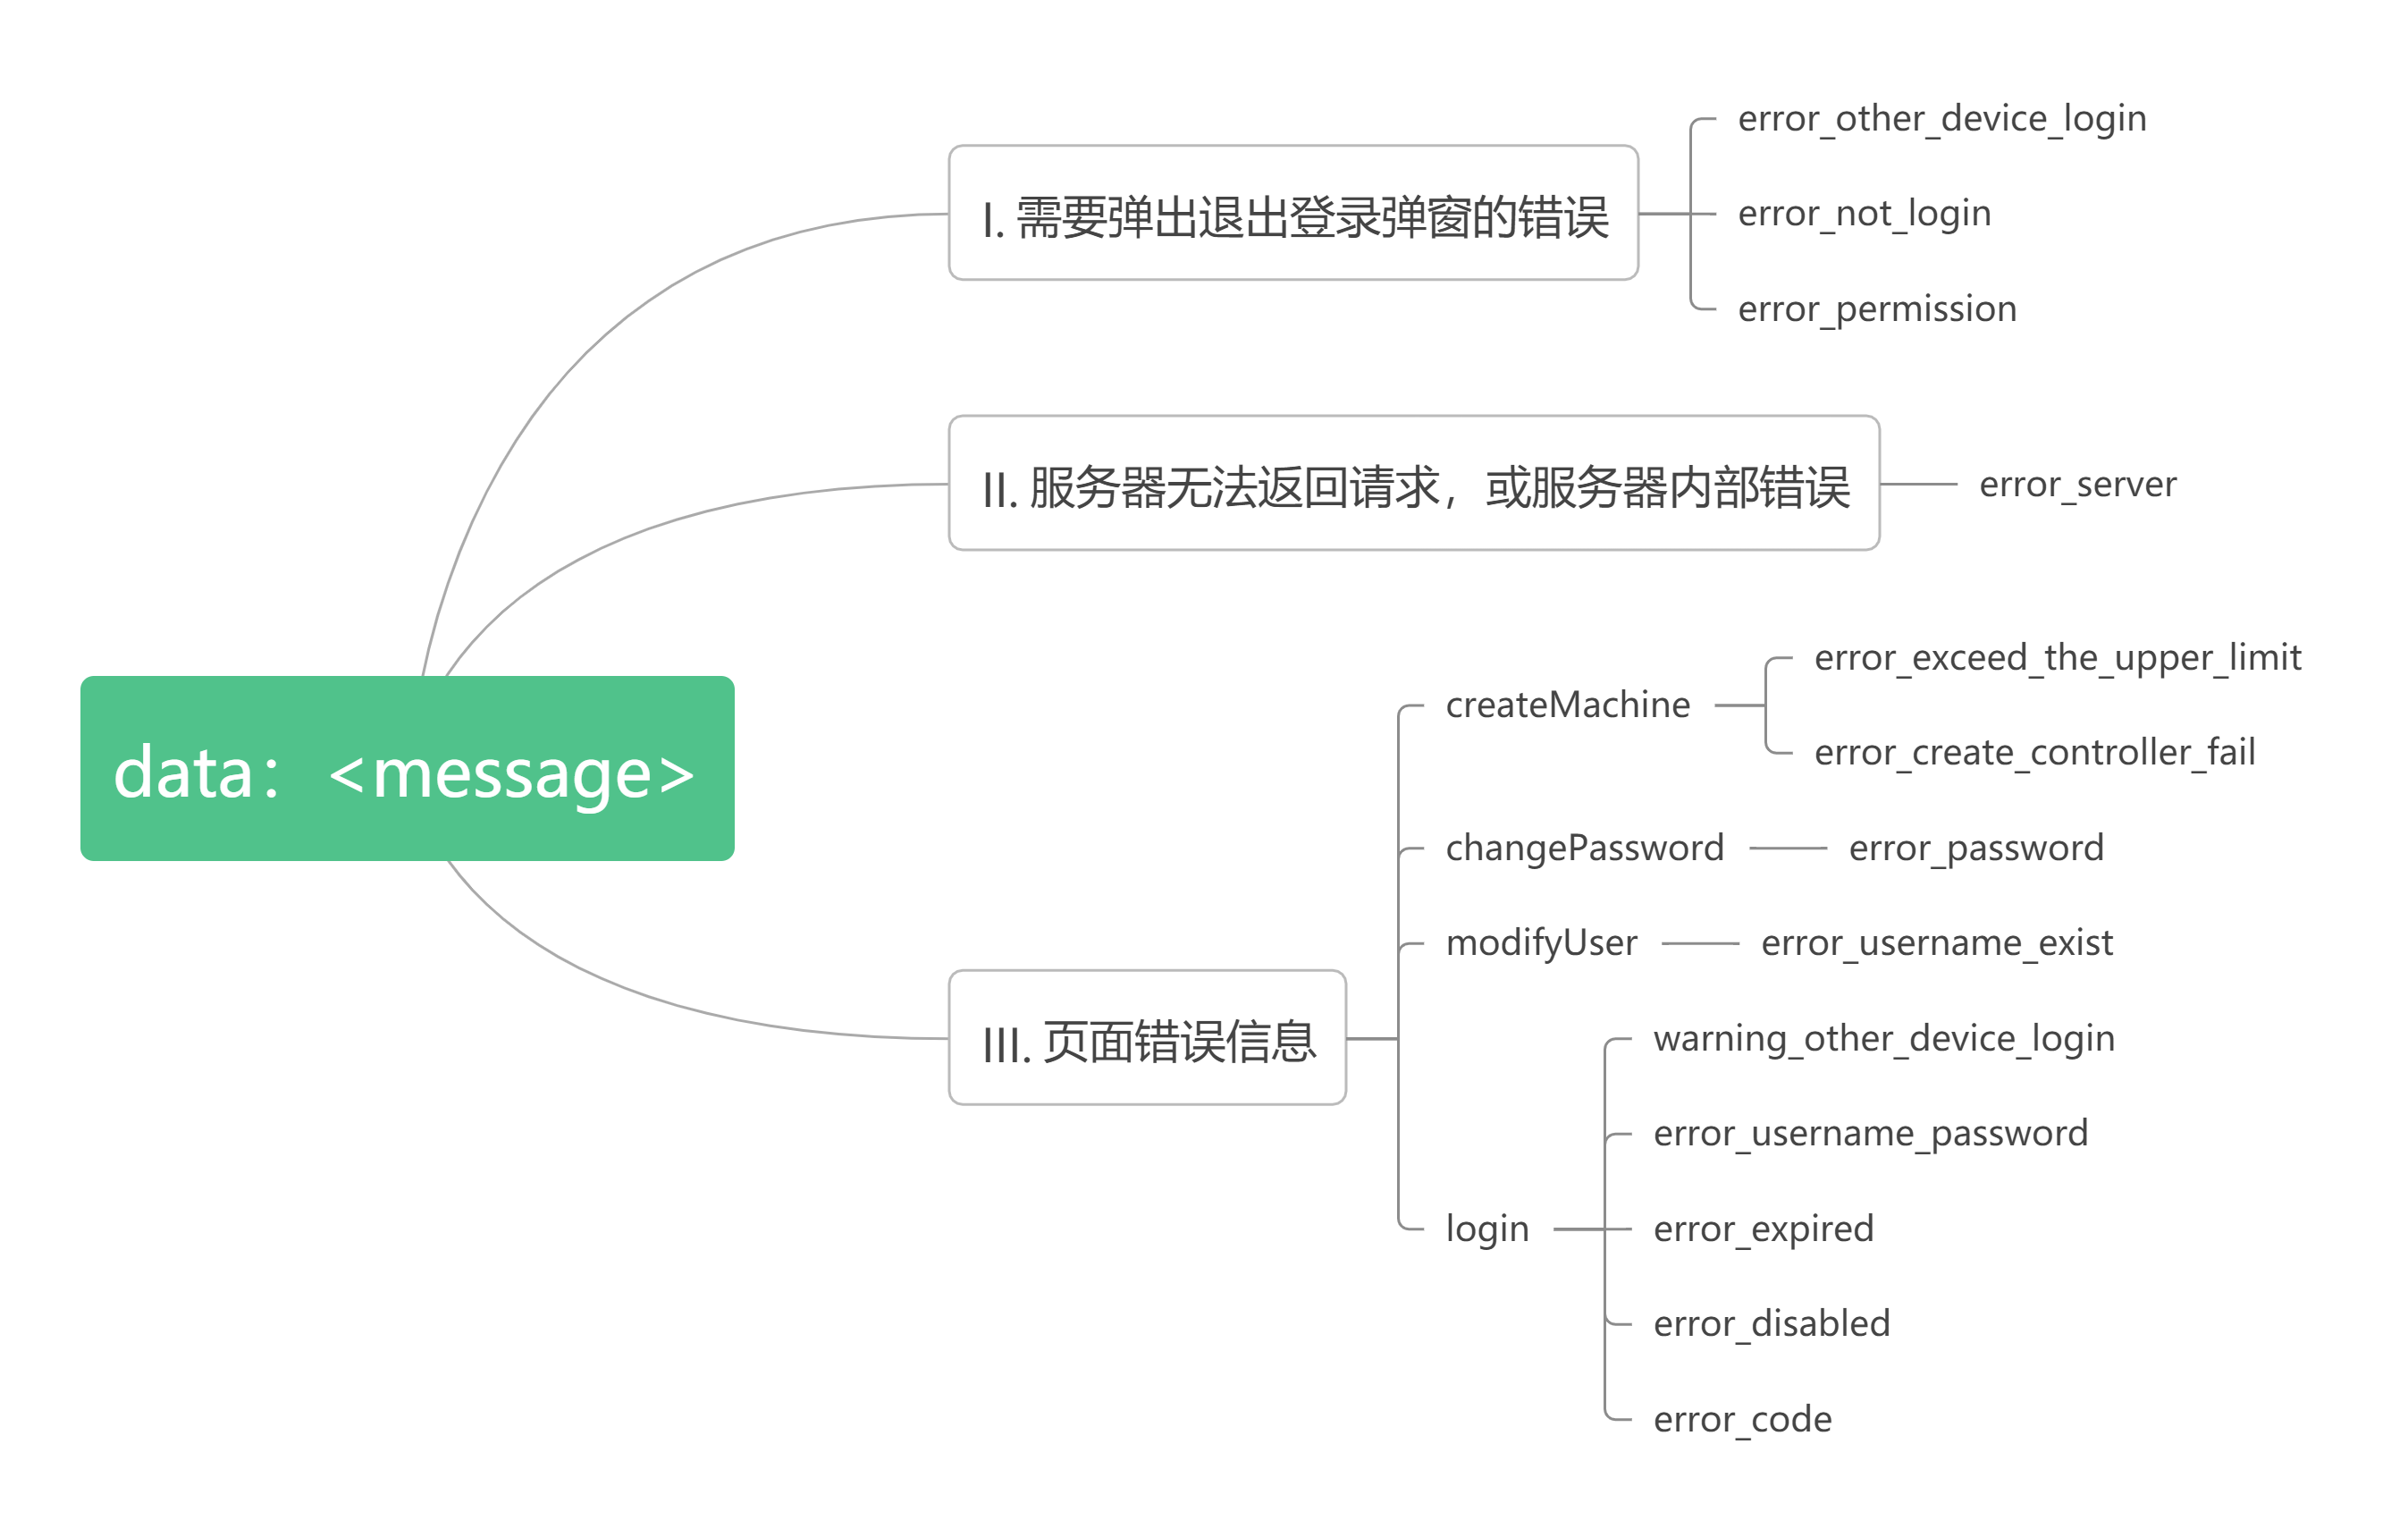 data：<message>
I. 需要弹出退出登录弹窗的错误
error_other_device_login
error_not_login
error_permission
II. 服务器无法返回请求，或服务器内部错误
error_server
III. 页面错误信息
createMachine
error_exceed_the_upper_limit
error_create_controller_fail
changePassword
error_password
modifyUser
error_username_exist
login
warning_other_device_login
error_username_password
error_expired
error_disabled
error_code